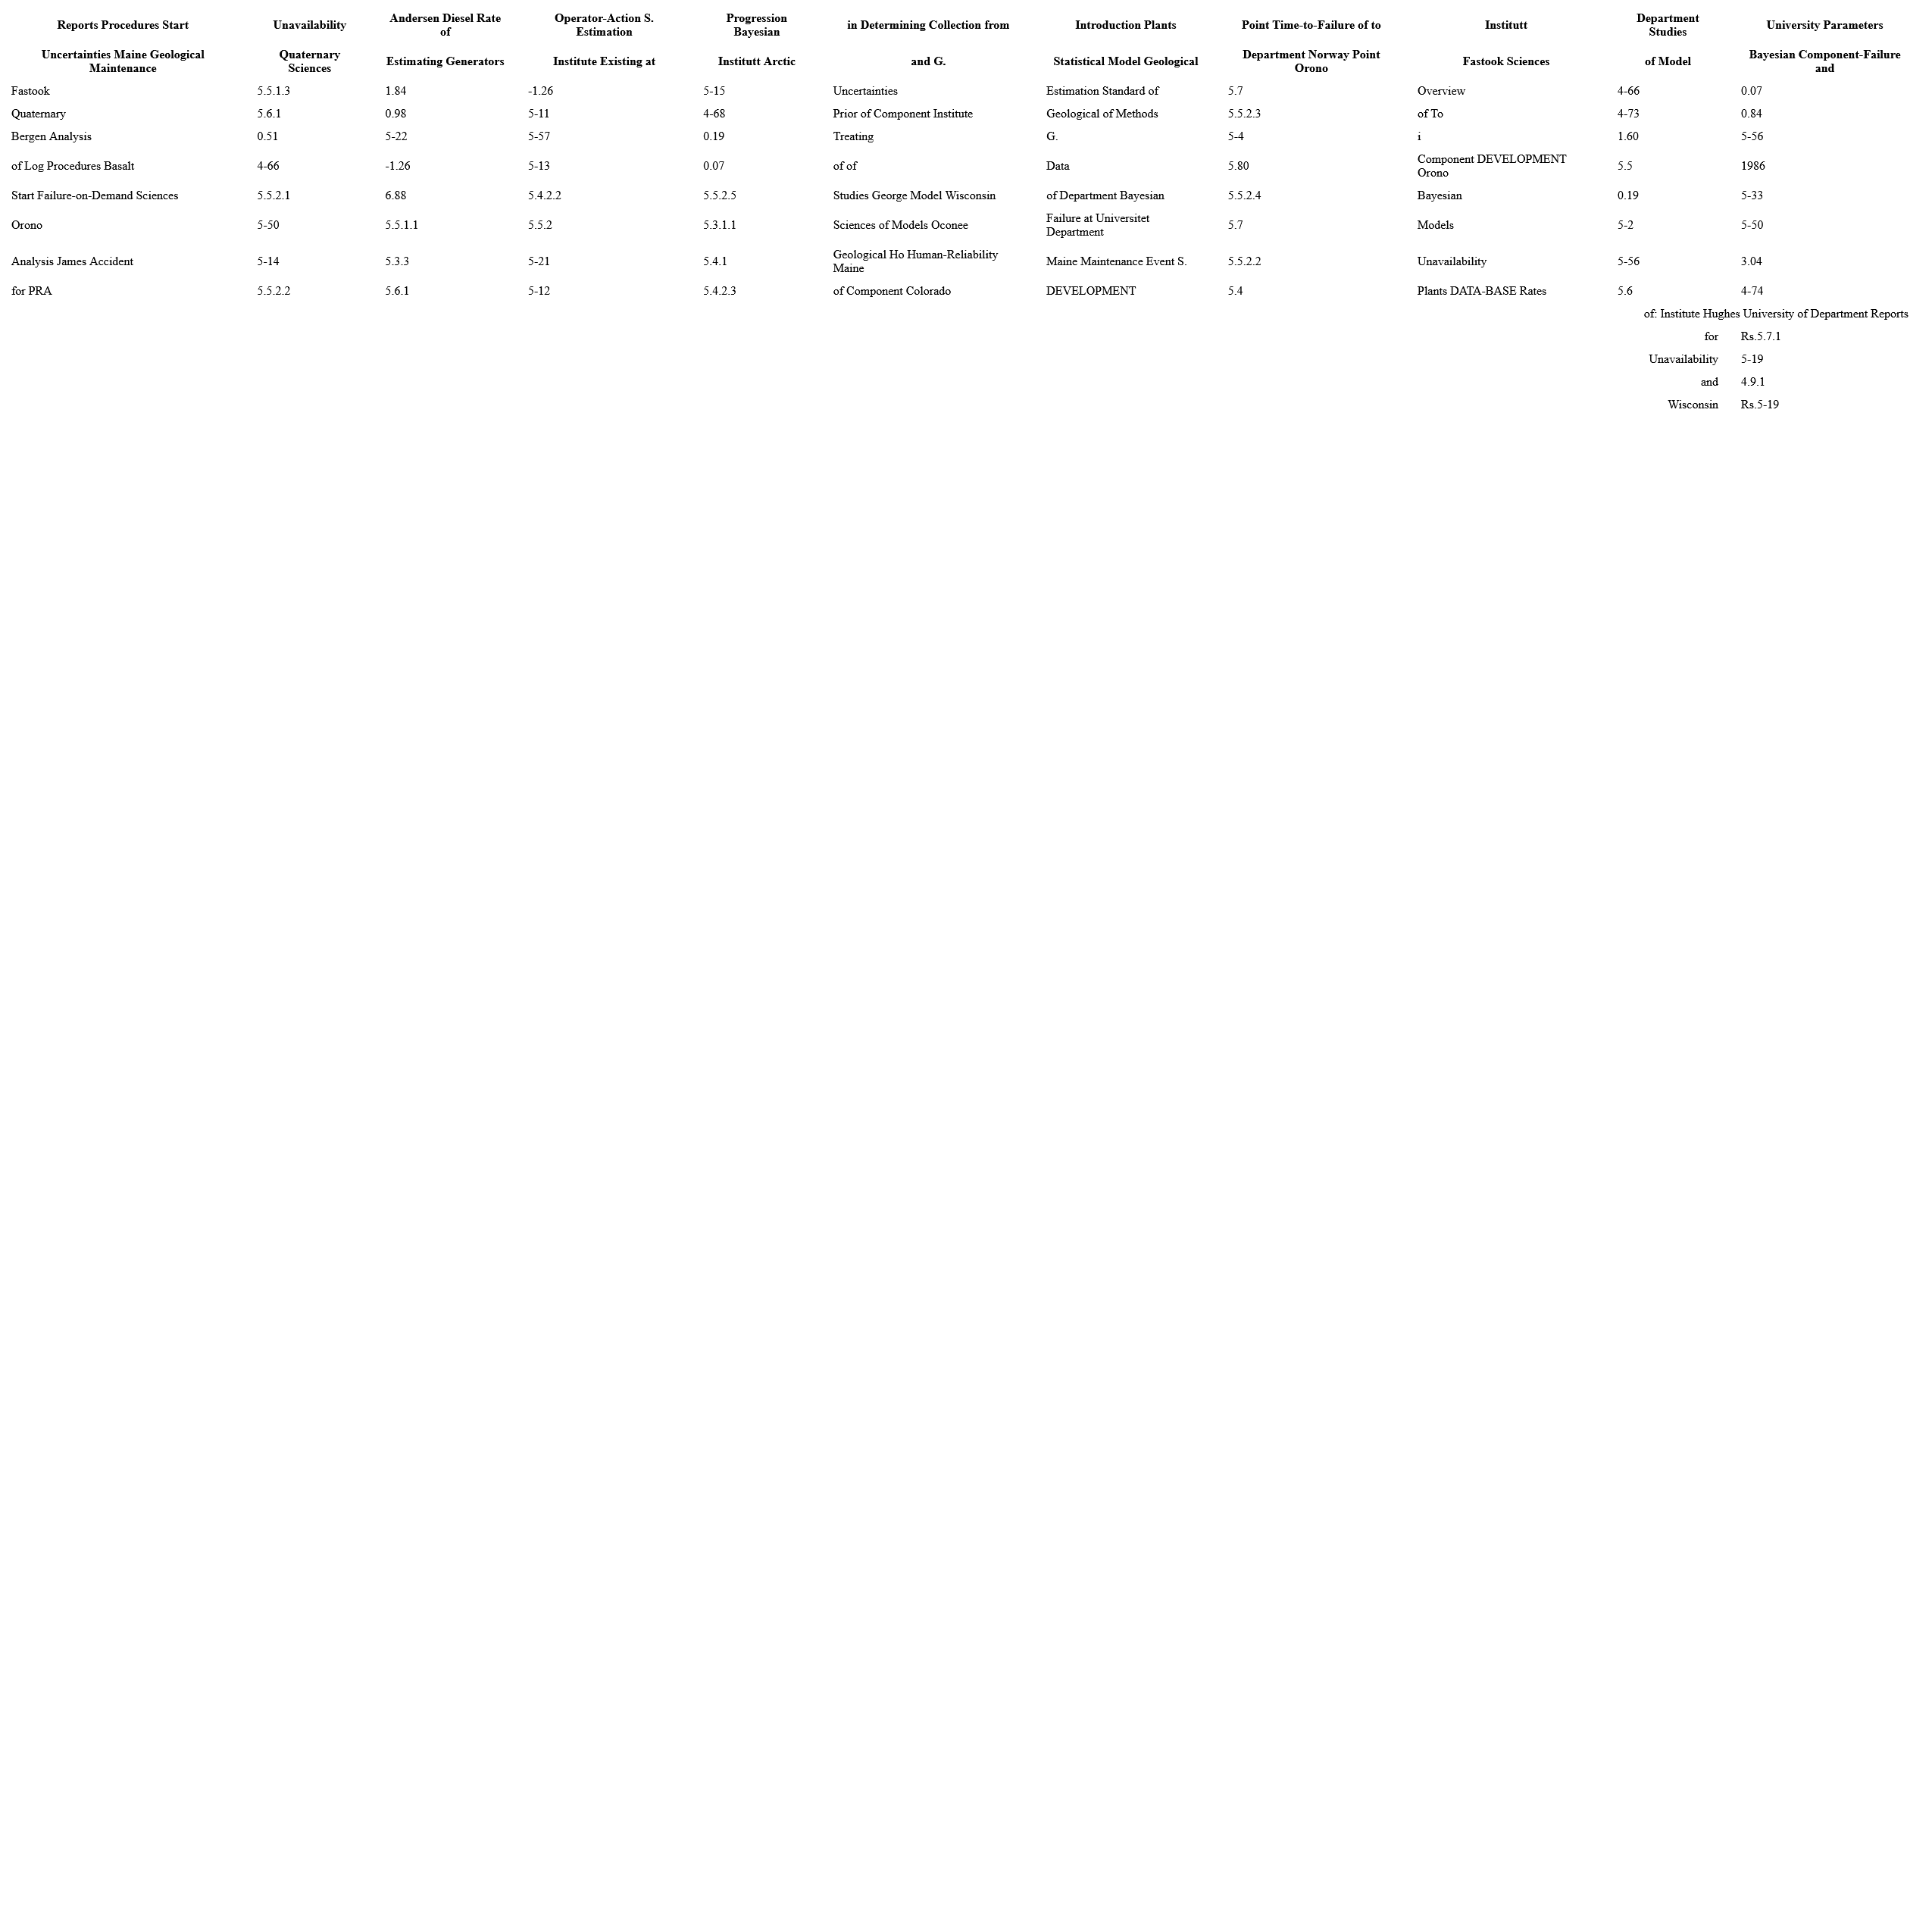 Reports Procedures Start Unavailability Andersen Diesel Rate of Operator-Action S. Estimation Progression Bayesian in Determining Collection from Introduction Plants Point Time-to-Failure of to Institutt Department Studies University Parameters
Uncertainties Maine Geological Maintenance Quaternary Sciences Estimating Generators Institute Existing at Institutt Arctic and G. Statistical Model Geological Department Norway Point Orono Fastook Sciences of Model Bayesian Component-Failure and
Fastook 5.5.1.3 1.84 -1.26 5-15 Uncertainties Estimation Standard of 5.7 Overview 4-66 0.07
Quaternary 5.6.1 0.98 5-11 4-68 Prior of Component Institute Geological of Methods 5.5.2.3 of To 4-73 0.84
Bergen Analysis 0.51 5-22 5-57 0.19 Treating G. 5-4 i 1.60 5-56
of Log Procedures Basalt 4-66 -1.26 5-13 0.07 of of Data 5.80 Component DEVELOPMENT Orono 5.5 1986
Start Failure-on-Demand Sciences 5.5.2.1 6.88 5.4.2.2 5.5.2.5 Studies George Model Wisconsin of Department Bayesian 5.5.2.4 Bayesian 0.19 5-33
Orono 5-50 5.5.1.1 5.5.2 5.3.1.1 Sciences of Models Oconee Failure at Universitet Department 5.7 Models 5-2 5-50
Analysis James Accident 5-14 5.3.3 5-21 5.4.1 Geological Ho Human-Reliability Maine Maine Maintenance Event S. 5.5.2.2 Unavailability 5-56 3.04
for PRA 5.5.2.2 5.6.1 5-12 5.4.2.3 of Component Colorado DEVELOPMENT 5.4 Plants DATA-BASE Rates 5.6 4-74
of: Institute Hughes University of Department Reports
for Rs.5.7.1
Unavailability 5-19
and 4.9.1
Wisconsin Rs.5-19